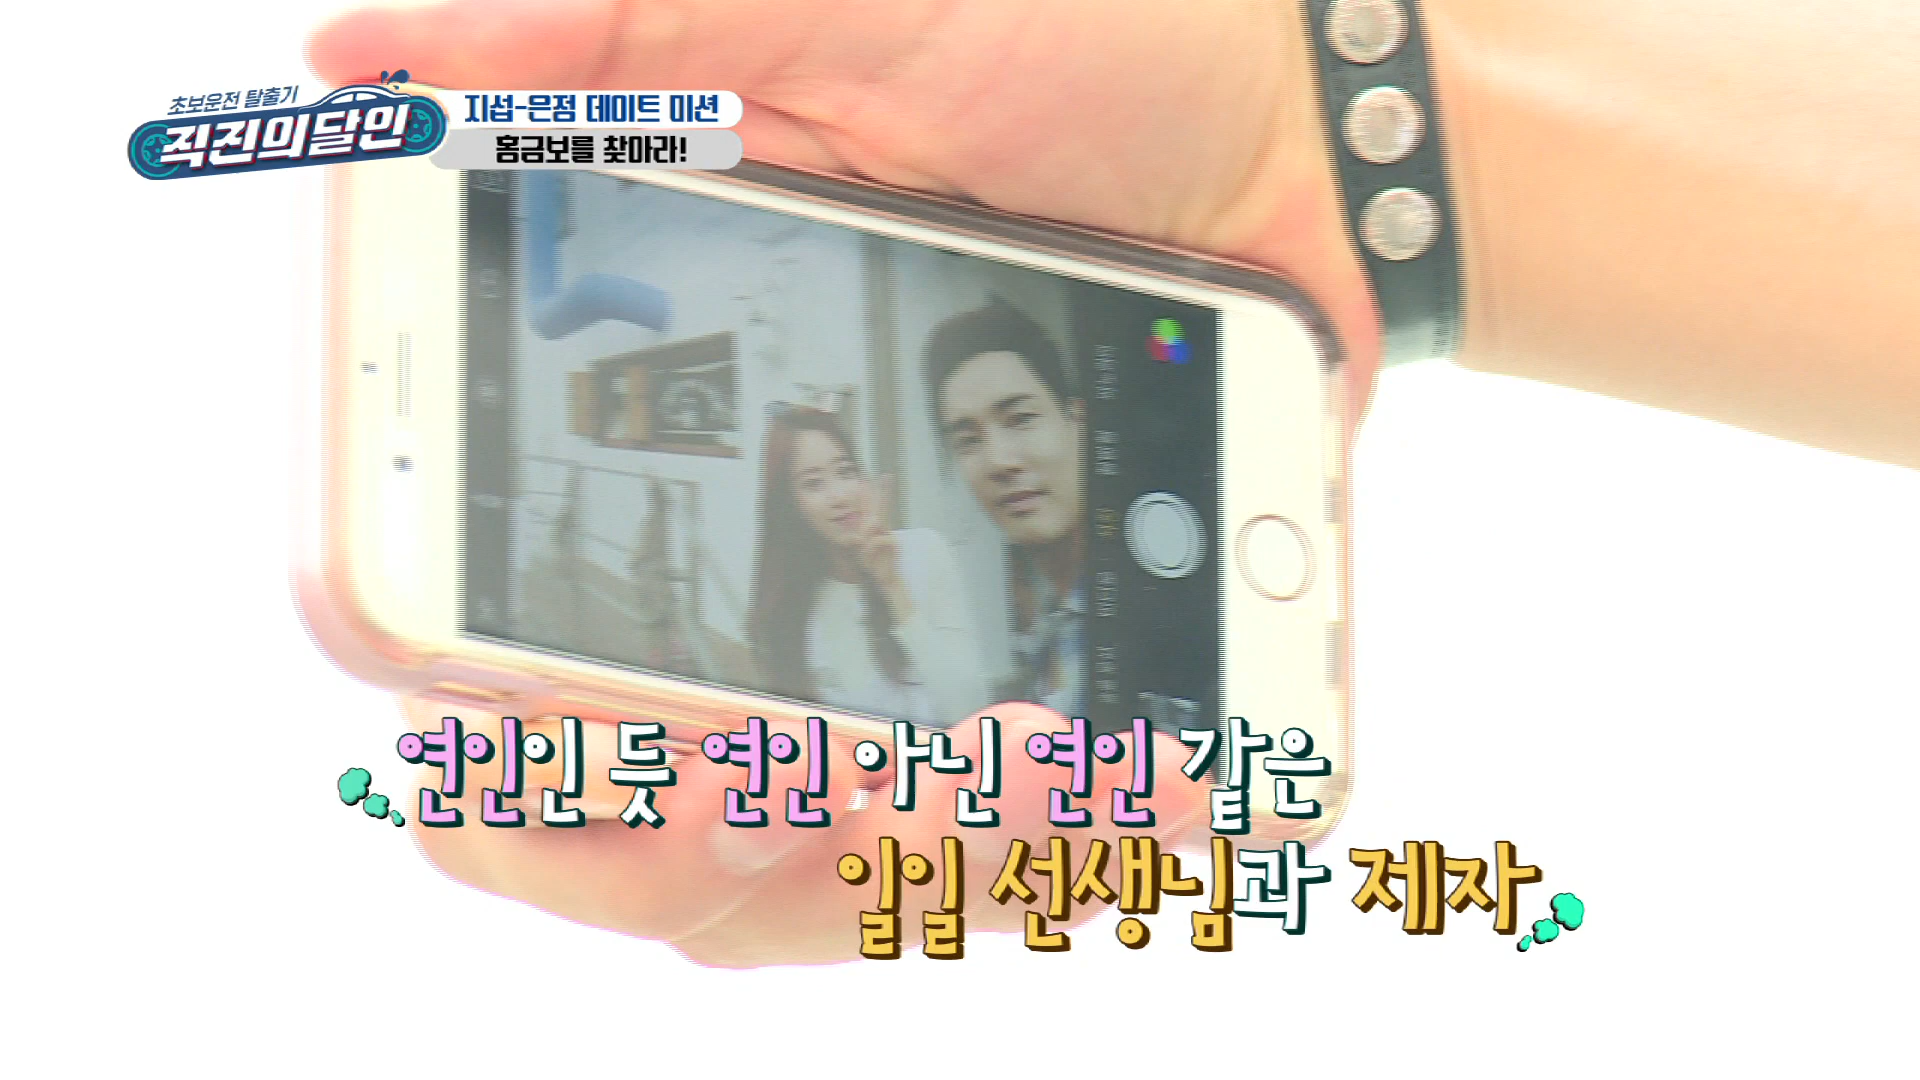 초보운전 탈출기
직진의달인
지섭-은정 데이트 미션
홍금보를 찾아라!
연인인 듯 연인 아닌 연인 같은
일일 선생님과 제자